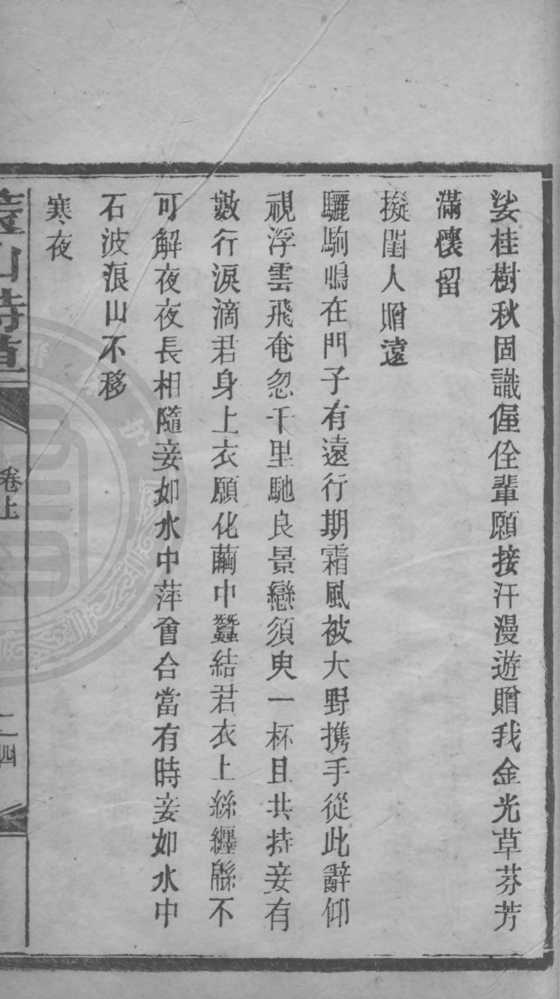 娑桂樹秋固識偓佺輩願接汗漫遊贈我金光草芬芳
滿懷留
擬閨人贈遠
驪駒鳴在門子有遠行期霜風被大野携手從此辭仰
視浮雲飛奄忽千里馳良景戀須臾一杯且共持妾有
數行淚滴君身上衣願化繭中蠶結君衣上絲纏緜不
可解夜夜長相隨妾如水中萍會合當有時妾如水中
石波浪山不移
寒夜
山詩草
卷上
二四